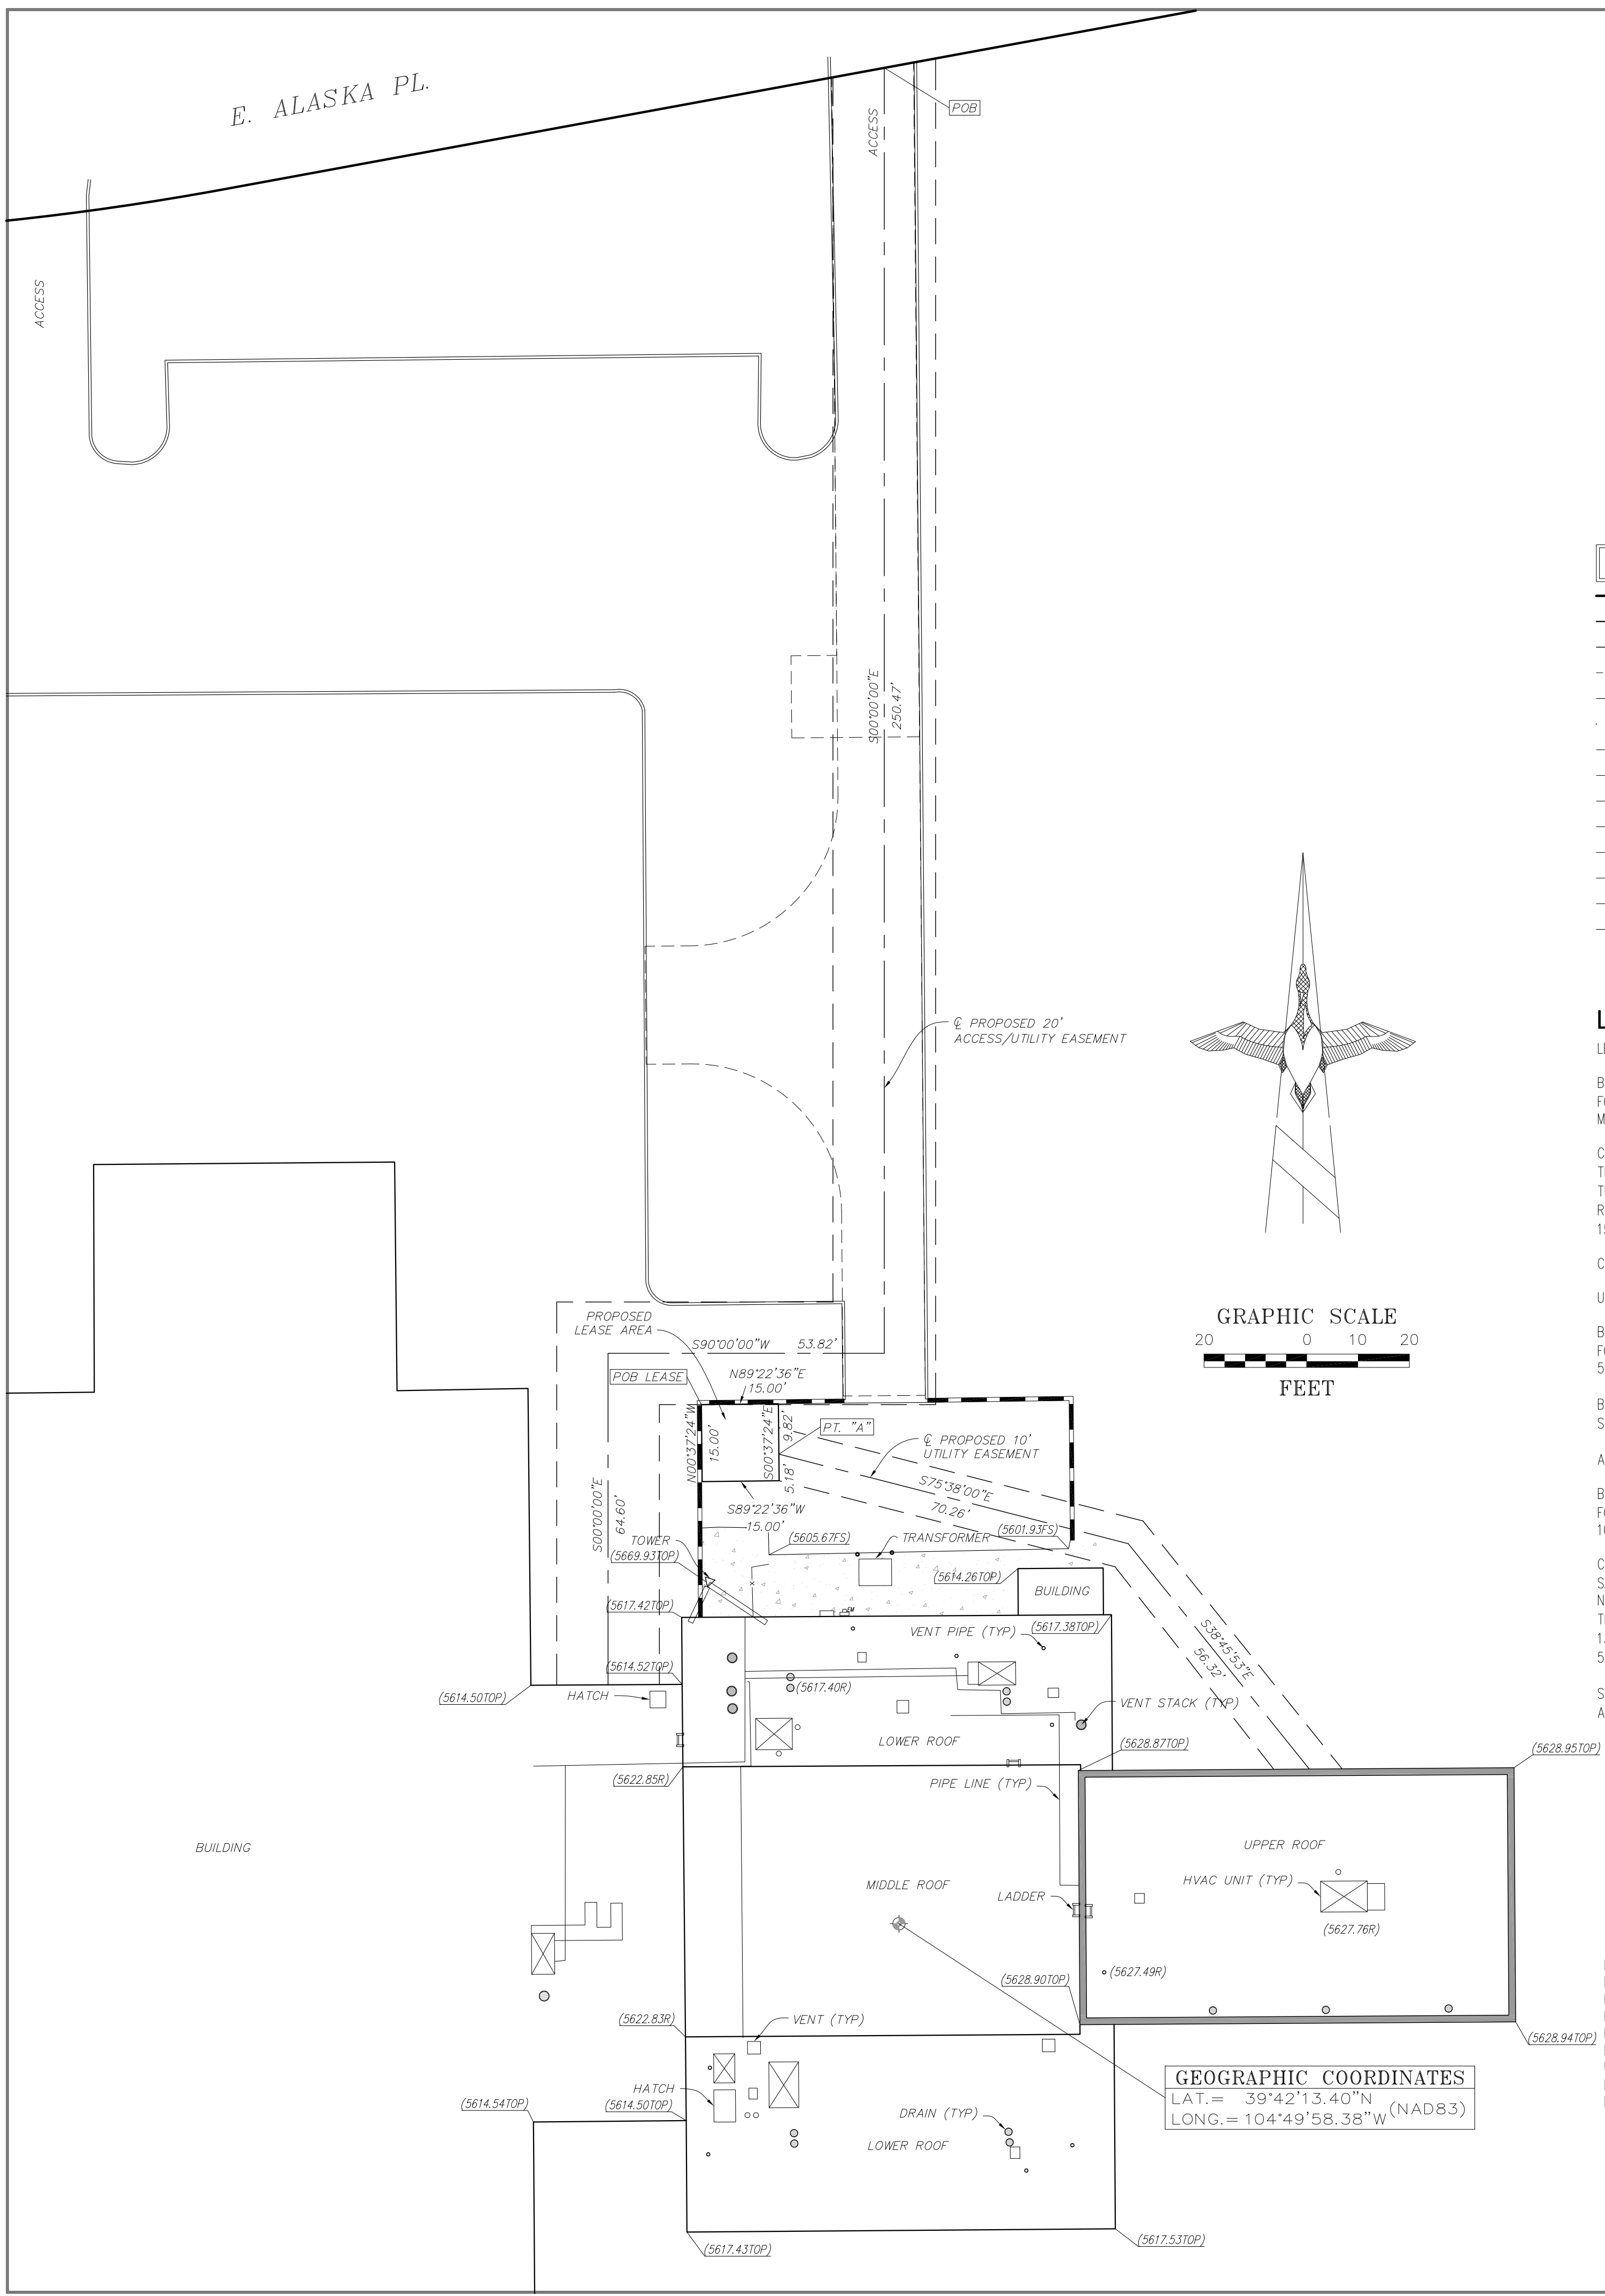 E. ALASKA PL.
POB
ACCESS
ACCESS
S00°00'00"E
250.47'
℄ PROPOSED 20'
ACCESS/UTILITY EASEMENT
GRAPHIC SCALE
20 0 10 20
FEET
PROPOSED
LEASE AREA
S90°00'00"W 53.82'
POB LEASE
N89°22'36"E
15.00'
N00°37'24"W
15.00'
S00°37'24"E
9.82'
5.18'
PT. "A"
℄ PROPOSED 10'
UTILITY EASEMENT
S75°38'00"E
70.26'
S89°22'36"W
15.00'
S00°00'00"E
64.60'
TOWER
(5669.93TOP)
(5605.67FS)
TRANSFORMER
(5601.93FS)
(5614.26TOP)
BUILDING
(5617.42TOP)
EM
VENT PIPE (TYP)
(5617.38TOP)
S38°45'53"E
56.32'
(5614.52TOP)
(5614.50TOP)
HATCH
(5617.40R)
VENT STACK (TYP)
LOWER ROOF
(5628.87TOP)
(5628.95TOP)
(5622.85R)
PIPE LINE (TYP)
BUILDING
UPPER ROOF
HVAC UNIT (TYP)
MIDDLE ROOF
LADDER
(5627.76R)
(5627.49R)
(5628.90TOP)
(5622.83R)
VENT (TYP)
(5628.94TOP)
GEOGRAPHIC COORDINATES
LAT.= 39°42'13.40"N
LONG.= 104°49'58.38"W (NAD83)
HATCH
(5614.54TOP)
(5614.50TOP)
DRAIN (TYP)
LOWER ROOF
(5617.43TOP)
(5617.53TOP)